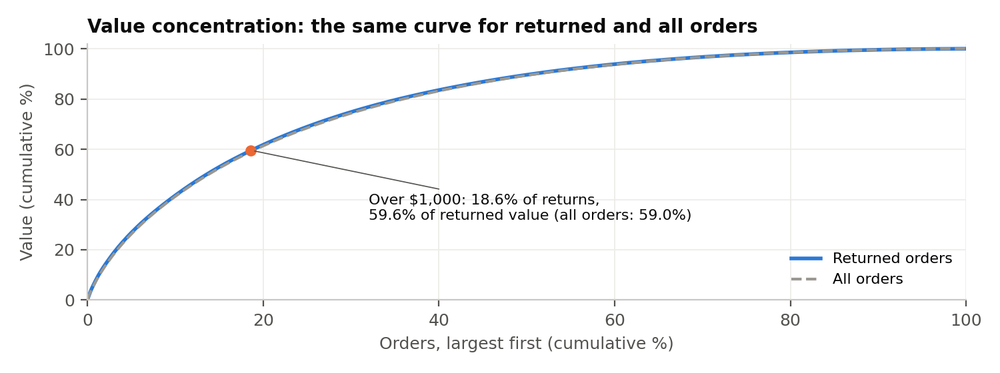 Value concentration: the same curve for returned and all orders
Value (cumulative %)
100
80
60
40
20
0
Over $1,000: 18.6% of returns,
59.6% of returned value (all orders: 59.0%)
Returned orders
All orders
0 20 40 60 80 100
Orders, largest first (cumulative %)